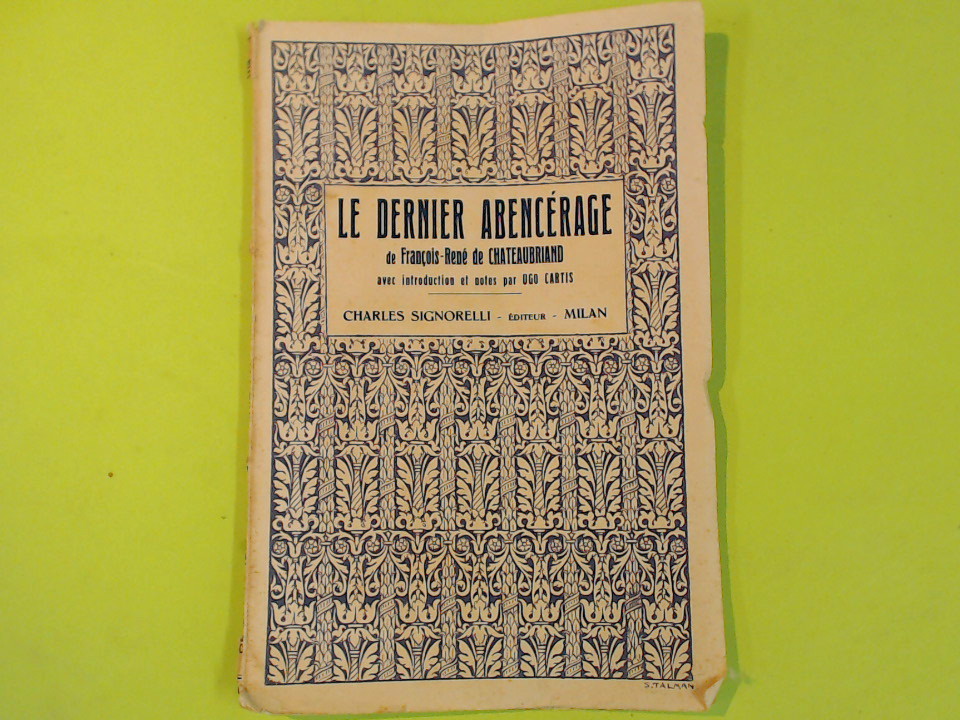 LE DERNIER ABENCÉRAGE
de François-René de CHATEAUBRIAND
avec introduction et notes par UGO CARTIS
CHARLES SIGNORELLI - ÉDITEUR - MILAN
S. TALMAN